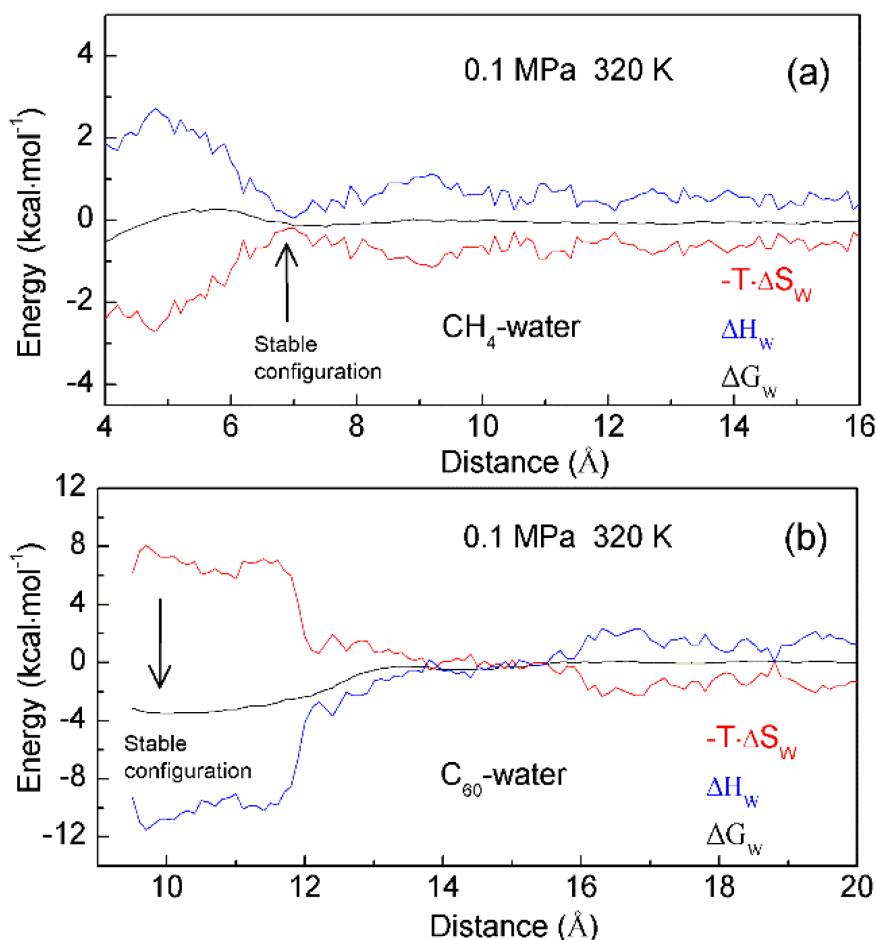 4
2
0
-2
-4
Energy (kcal·mol⁻¹)
0.1 MPa 320 K
(a)
Stable
configuration
CH₄-water
-T·ΔS_W
ΔH_W
ΔG_W
4 6 8 10 12 14 16
Distance (Å)
12
8
4
0
-4
-8
-12
Energy (kcal·mol⁻¹)
0.1 MPa 320 K
(b)
Stable
configuration
C₆₀-water
-T·ΔS_W
ΔH_W
ΔG_W
10 12 14 16 18 20
Distance (Å)